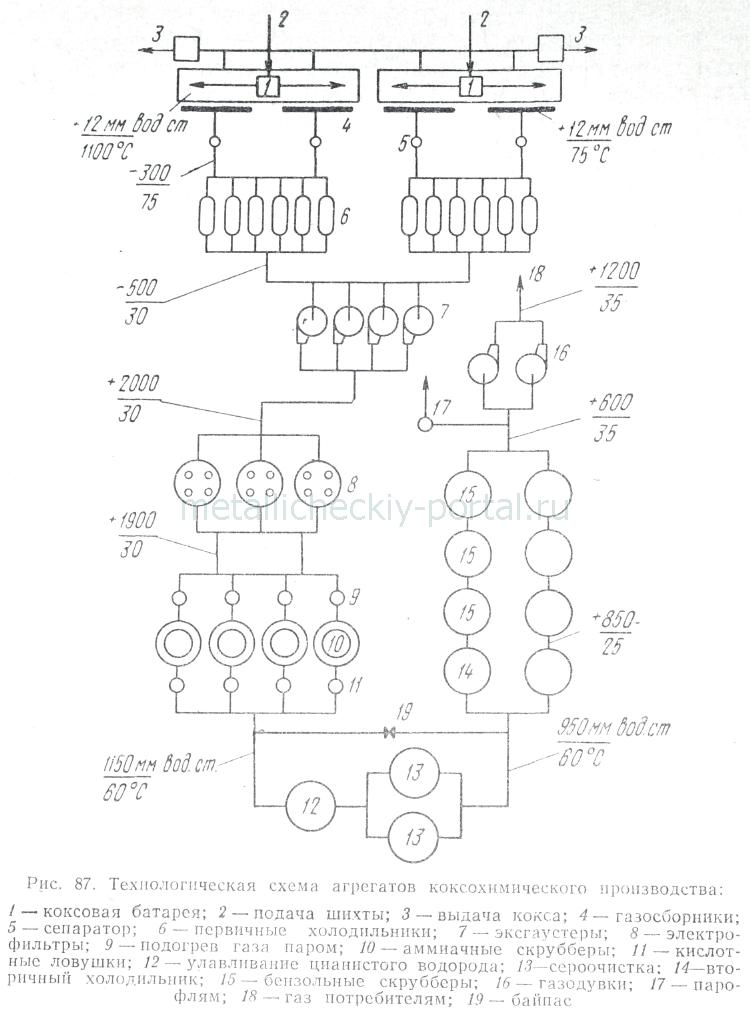 2 2
3 3
1 1
+12 мм вод ст
1100°С
4
5
+12 мм вод ст
75°С
-300
75
6
-500
30
7
18
+1200
35
16
+2000
30
17
+600
35
8
15
metallicheckiy-portal.ru
+1900
30
15
9
15
10
+850-
25
14
11
19
1150 мм вод. ст.
60°С
950 мм вод. ст
60°С
13
12
13
Рис. 87. Технологическая схема агрегатов коксохимического производства:
1 — коксовая батарея; 2 — подача шихты; 3 — выдача кокса; 4 — газосборники;
5 — сепаратор; 6 — первичные холодильники; 7 — эксгаустеры; 8 — электро-
фильтры; 9 — подогрев газа паром; 10 — аммиачные скрубберы; 11 — кислот-
ные ловушки; 12 — улавливание цианистого водорода; 13—сероочистка; 14—вто-
ричный холодильник; 15 — бензольные скрубберы; 16 — газодувки; 17 — паро-
флям; 18 — газ потребителям; 19 — байпас